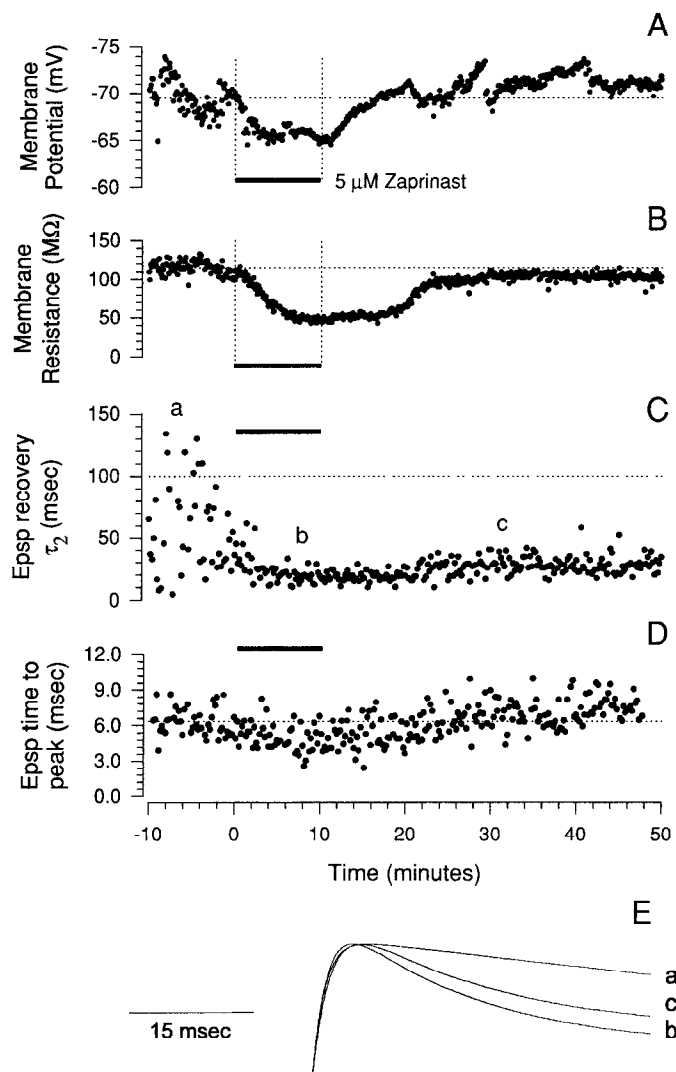 A
-75
-70
-65
-60
Membrane
Potential (mV)
5 μM Zaprinast
B
150
100
50
0
Membrane
Resistance (MΩ)
C
a
150
100
50
0
b
c
Epsp recovery
τ2 (msec)
D
12.0
9.0
6.0
3.0
0.0
Epsp time to
peak (msec)
-10 0 10 20 30 40 50
Time (minutes)
E
a
c
b
15 msec